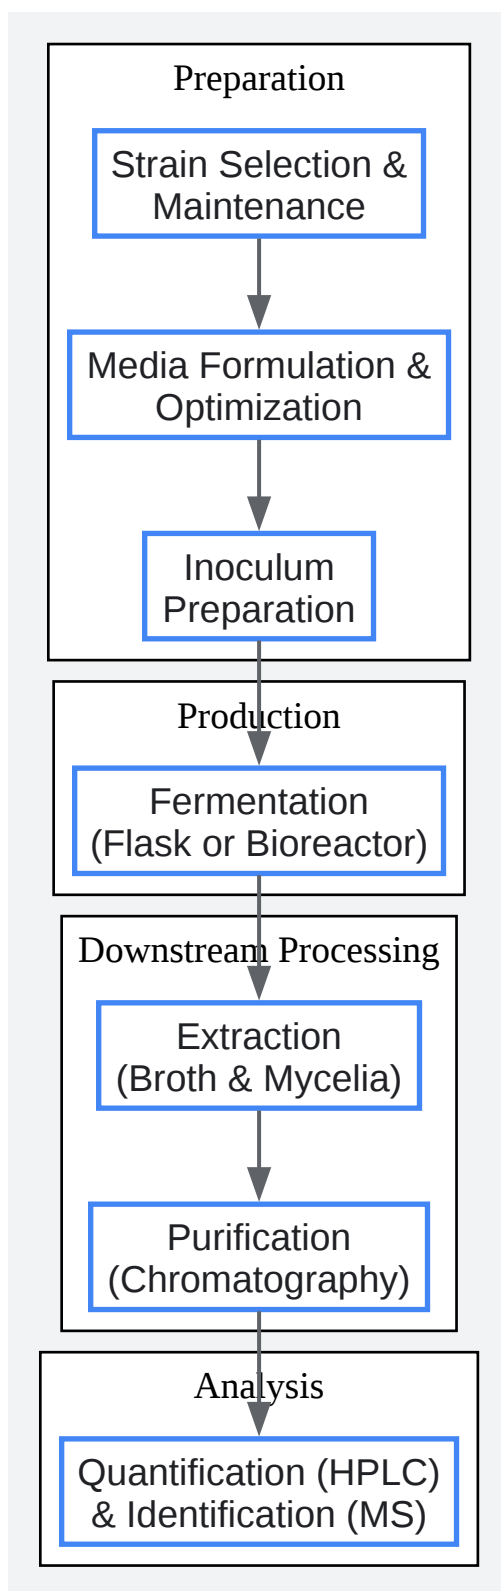 Preparation
Strain Selection &
Maintenance
Media Formulation &
Optimization
Inoculum
Preparation
Production
Fermentation
(Flask or Bioreactor)
Downstream Processing
Extraction
(Broth & Mycelia)
Purification
(Chromatography)
Analysis
Quantification (HPLC)
& Identification (MS)